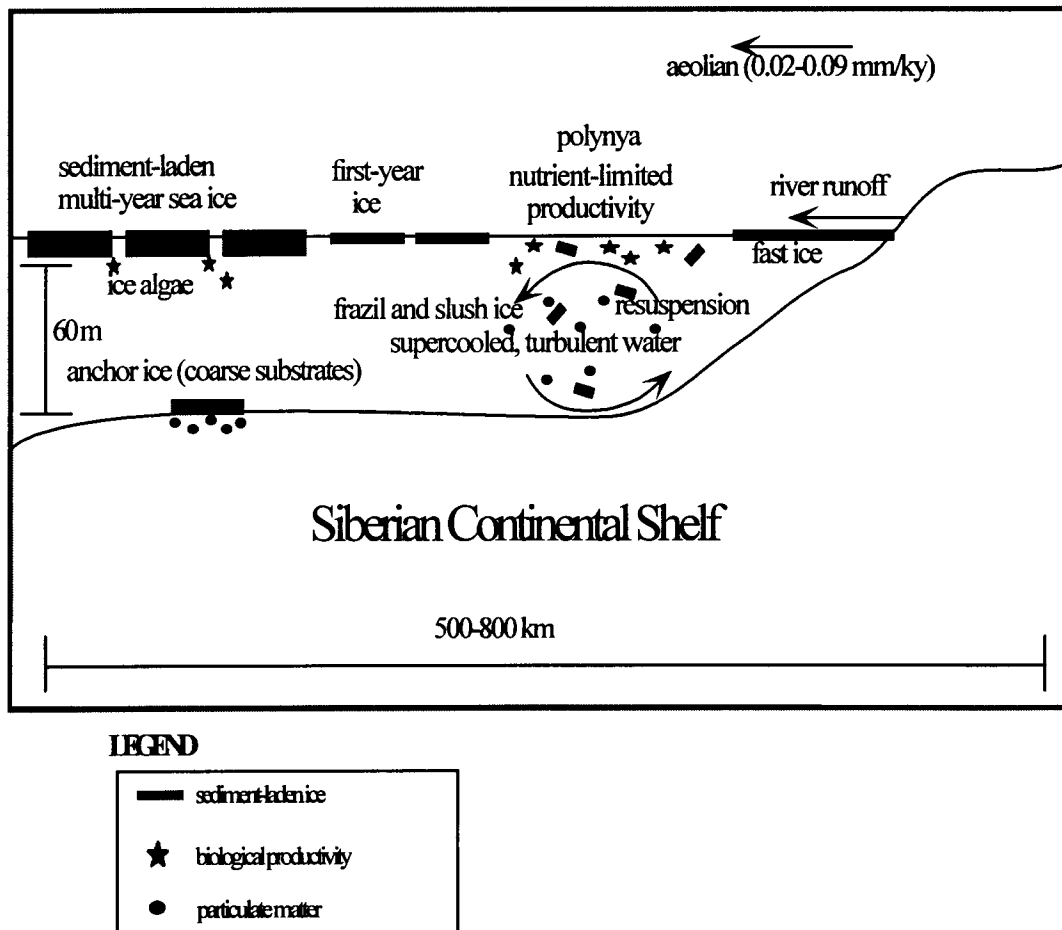 aeolian (0.02-0.09 mm/ky)
polynya
sediment-laden
multi-year sea ice
first-year
ice
nutrient-limited
productivity
river runoff
fast ice
ice algae
frazil and slush ice
resuspension
supercooled, turbulent water
60 m
anchor ice (coarse substrates)
Siberian Continental Shelf
500-800 km
LEGEND
sediment-laden ice
biological productivity
particulate matter